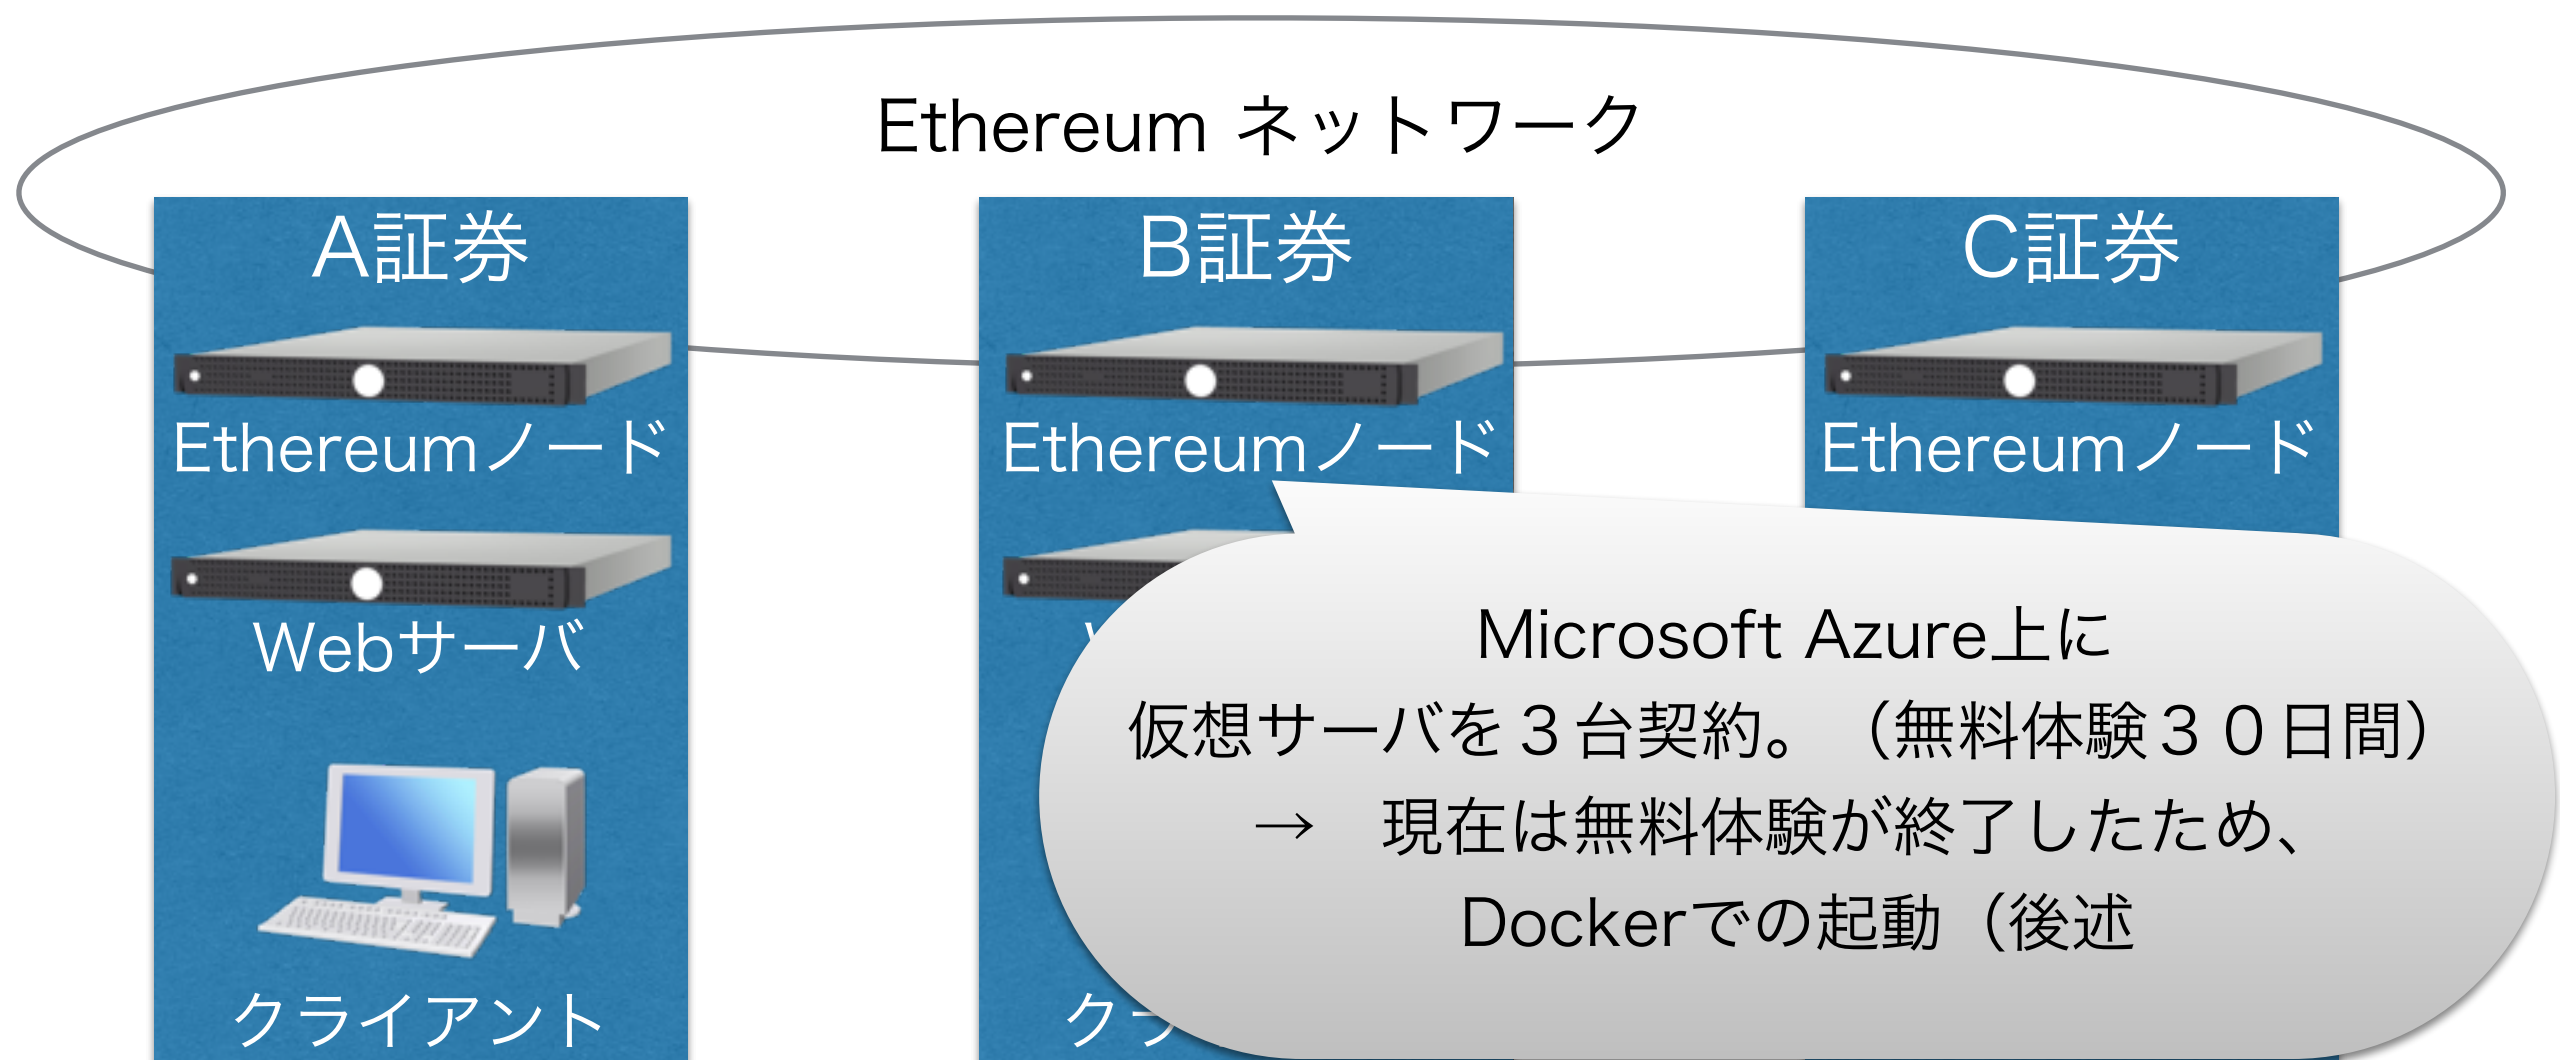 Ethereum ネットワーク
A証券
B証券
C証券
Ethereumノード
Ethereumノード
Ethereumノード
Webサーバ
クライアント
Microsoft Azure上に
仮想サーバを３台契約。（無料体験３０日間）
→　現在は無料体験が終了したため、
Dockerでの起動（後述